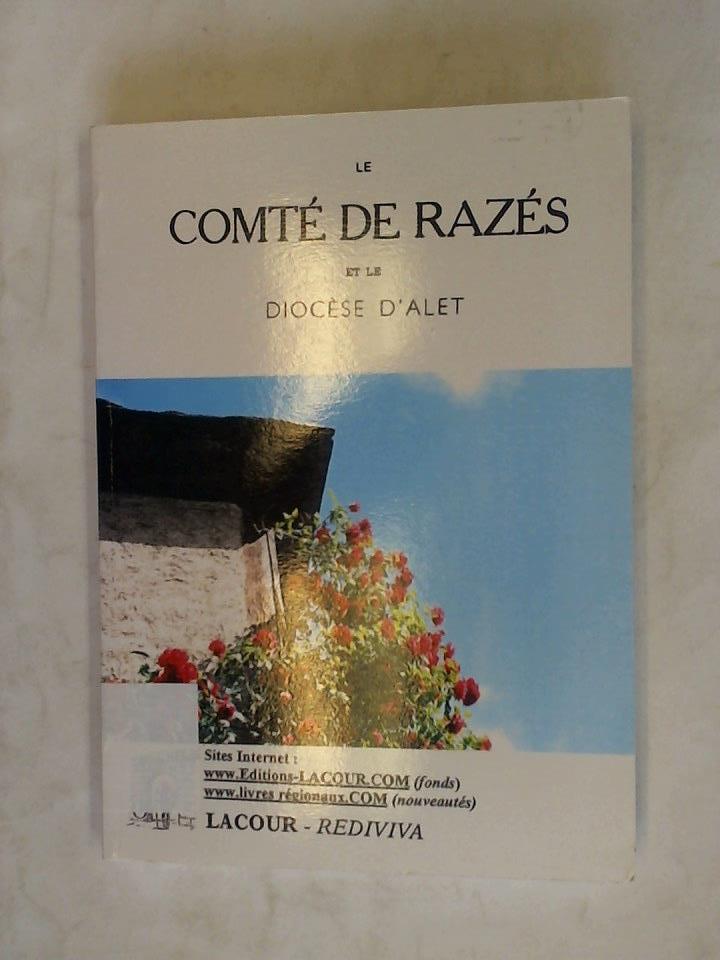 LE
COMTÉ DE RAZÉS
ET LE
DIOCÈSE D'ALET
Sites Internet :
www.Editions-LACOUR.COM (fonds)
www.livres régionaux.COM (nouveautés)
LACOUR - REDIVIVA